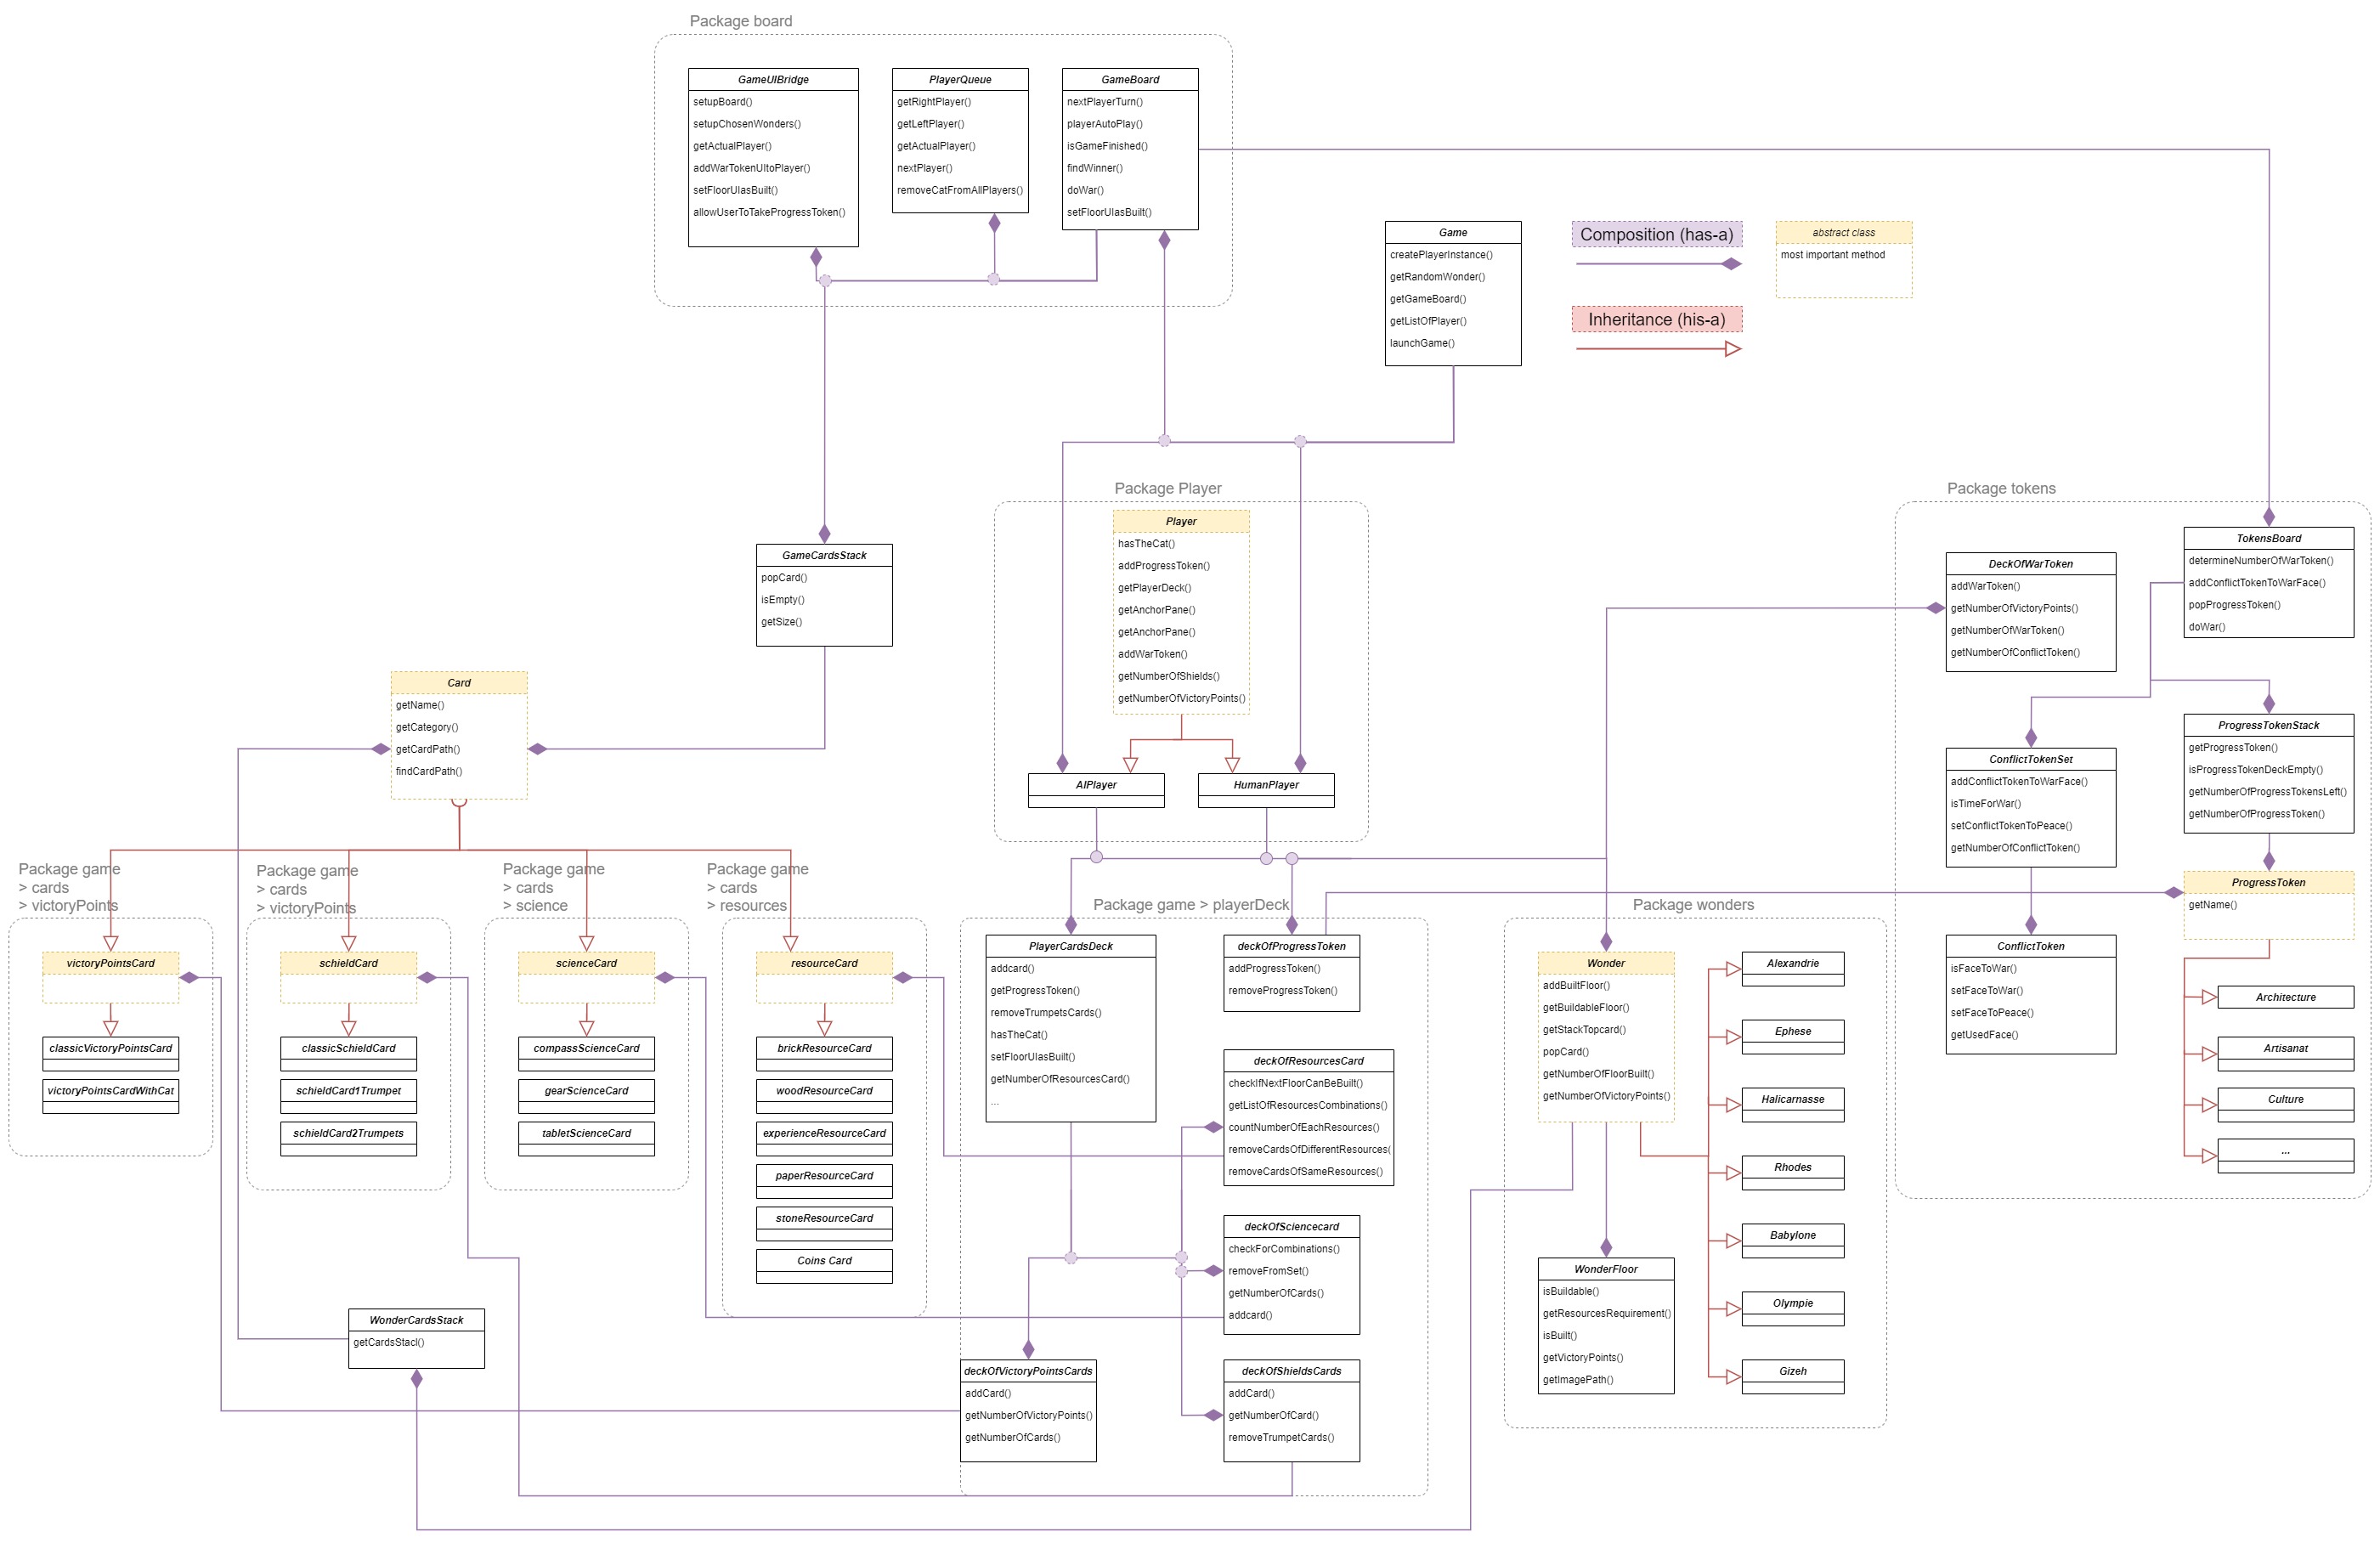 Package board
GameUIBridge
setupBoard()
setupChosenWonders()
getActualPlayer()
addWarTokenUItoPlayer()
setFloorUIasBuilt()
allowUserToTakeProgressToken()
PlayerQueue
getRightPlayer()
getLeftPlayer()
getActualPlayer()
nextPlayer()
removeCatFromAllPlayers()
GameBoard
nextPlayerTurn()
playerAutoPlay()
isGameFinished()
findWinner()
doWar()
setFloorUIasBuilt()
Game
createPlayerInstance()
getRandomWonder()
getGameBoard()
getListOfPlayer()
launchGame()
Composition (has-a)
Inheritance (his-a)
abstract class
most important method
GameCardsStack
popCard()
isEmpty()
getSize()
Package Player
Player
hasTheCat()
addProgressToken()
getPlayerDeck()
getAnchorPane()
getAnchorPane()
addWarToken()
getNumberOfShields()
getNumberOfVictoryPoints()
AIPlayer
HumanPlayer
Package tokens
DeckOfWarToken
addWarToken()
getNumberOfVictoryPoints()
getNumberOfWarToken()
getNumberOfConflictToken()
TokensBoard
determineNumberOfWarToken()
addConflictTokenToWarFace()
popProgressToken()
doWar()
ConflictTokenSet
addConflictTokenToWarFace()
isTimeForWar()
setConflictTokenToPeace()
getNumberOfConflictToken()
ProgressTokenStack
getProgressToken()
isProgressTokenDeckEmpty()
getNumberOfProgressTokensLeft()
getNumberOfProgressToken()
ConflictToken
isFaceToWar()
setFaceToWar()
setFaceToPeace()
getUsedFace()
ProgressToken
getName()
Architecture
Artisanat
Culture
...
Card
getName()
getCategory()
getCardPath()
findCardPath()
Package game
> cards
> victoryPoints
victoryPointsCard
classicVictoryPointsCard
victoryPointsCardWithCat
Package game
> cards
> victoryPoints
schieldCard
classicSchieldCard
schieldCard1Trumpet
schieldCard2Trumpets
Package game
> cards
> science
scienceCard
compassScienceCard
gearScienceCard
tabletScienceCard
Package game
> cards
> resources
resourceCard
brickResourceCard
woodResourceCard
experienceResourceCard
paperResourceCard
stoneResourceCard
Coins Card
WonderCardsStack
getCardsStacl()
Package game > playerDeck
PlayerCardsDeck
addcard()
getProgressToken()
removeTrumpetsCards()
hasTheCat()
setFloorUIasBuilt()
getNumberOfResourcesCard()
...
deckOfProgressToken
addProgressToken()
removeProgressToken()
deckOfResourcesCard
checkIfNextFloorCanBeBuilt()
getListOfResourcesCombinations()
countNumberOfEachResources()
removeCardsOfDifferentResources(
removeCardsOfSameResources()
deckOfSciencecard
checkForCombinations()
removeFromSet()
getNumberOfCards()
addcard()
deckOfVictoryPointsCards
addCard()
getNumberOfVictoryPoints()
getNumberOfCards()
deckOfShieldsCards
addCard()
getNumberOfCard()
removeTrumpetCards()
Package wonders
Wonder
addBuiltFloor()
getBuildableFloor()
getStackTopcard()
popCard()
getNumberOfFloorBuilt()
getNumberOfVictoryPoints()
WonderFloor
isBuildable()
getResourcesRequirement()
isBuilt()
getVictoryPoints()
getImagePath()
Alexandrie
Ephese
Halicarnasse
Rhodes
Babylone
Olympie
Gizeh